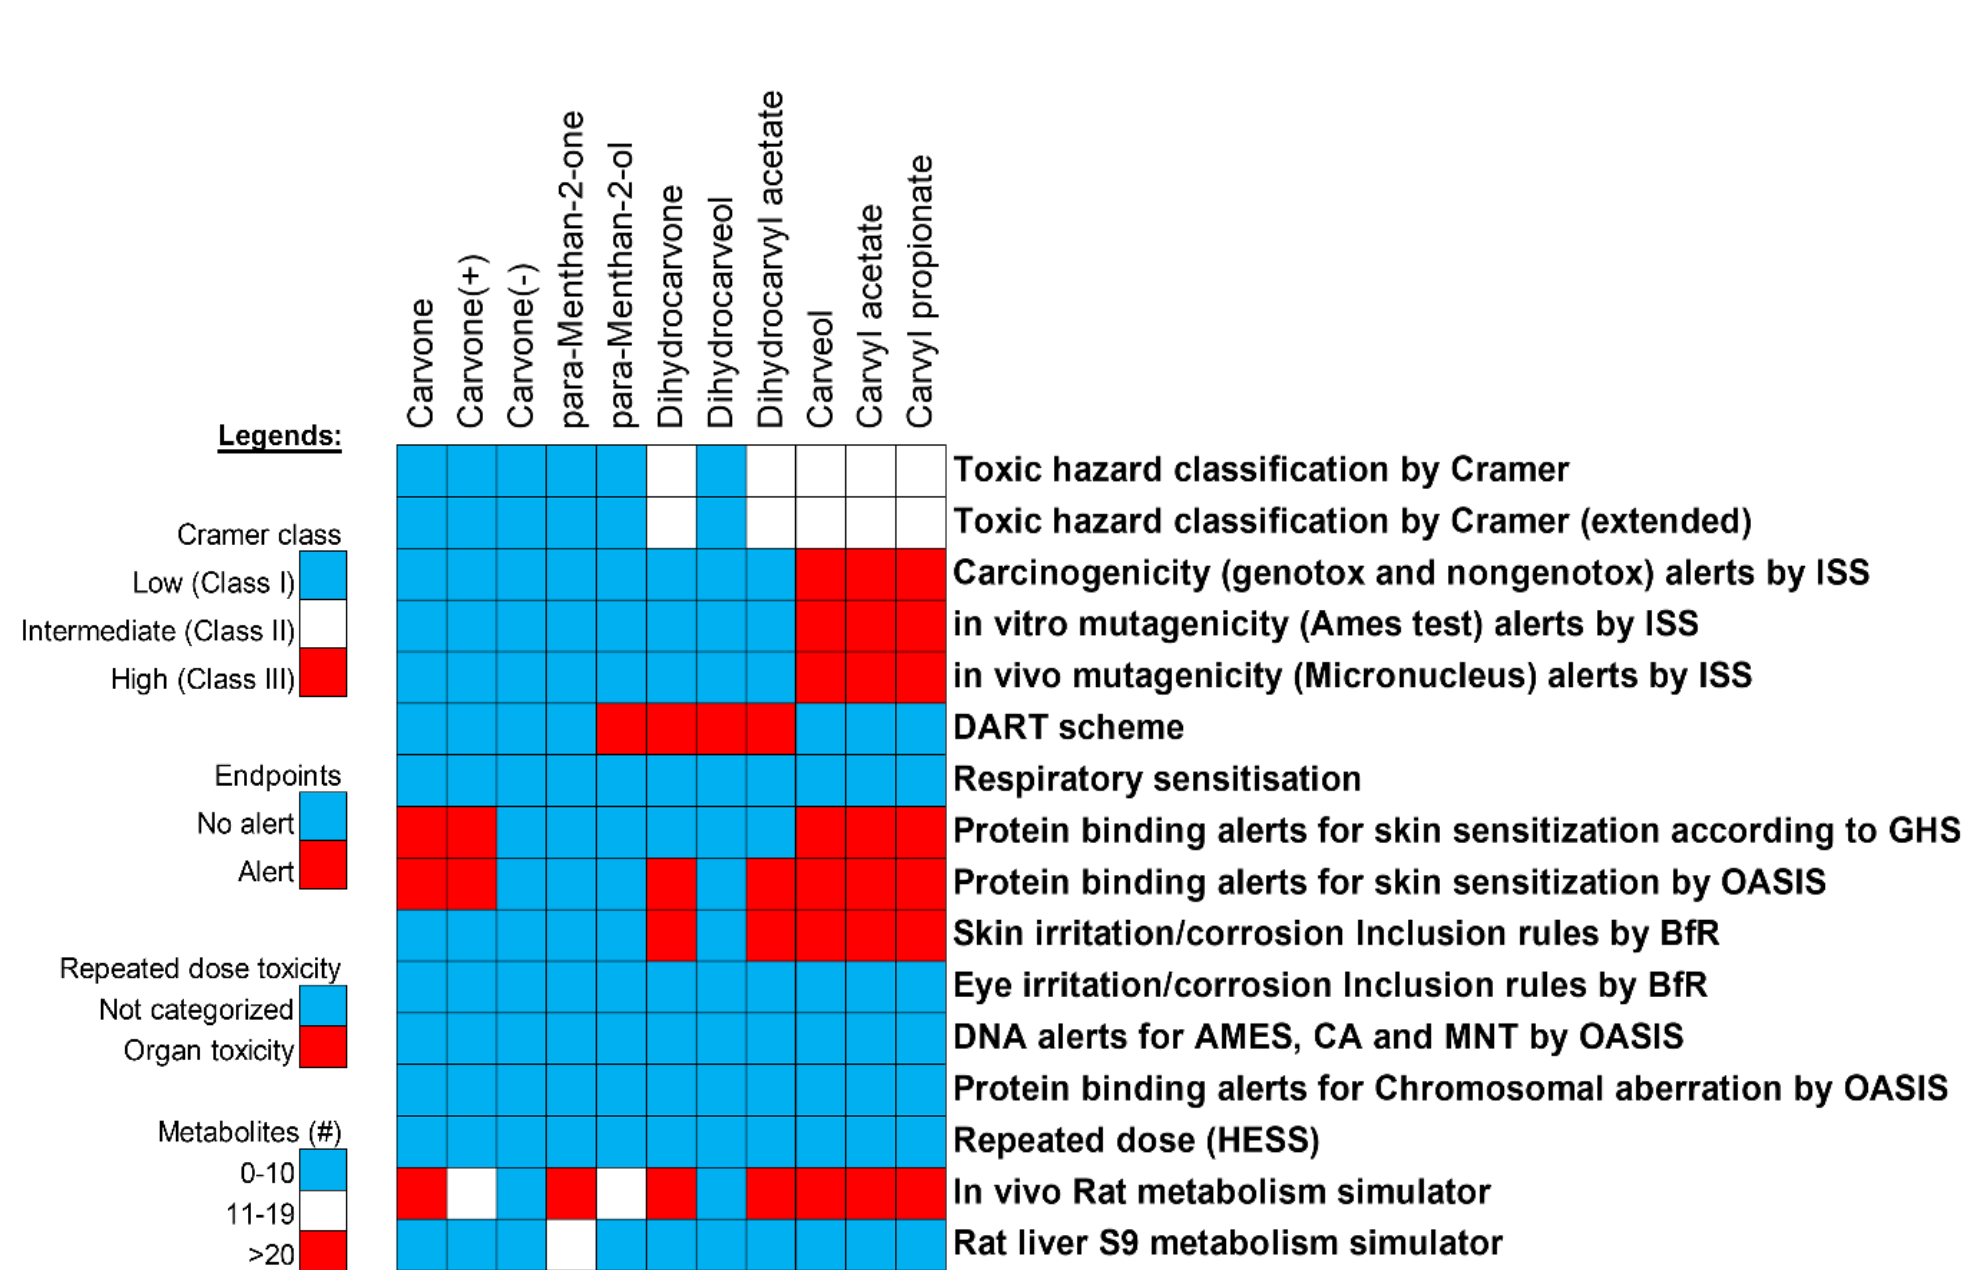 Carvone
Carvone(+)
Carvone(-)
para-Menthan-2-one
para-Menthan-2-ol
Dihydrocarvone
Dihydrocarveol
Dihydrocarvyl acetate
Carveol
Carvyl acetate
Carvyl propionate
Legends:
Cramer class
Low (Class I)
Intermediate (Class II)
High (Class III)
Endpoints
No alert
Alert
Repeated dose toxicity
Not categorized
Organ toxicity
Metabolites (#)
0-10
11-19
>20
Toxic hazard classification by Cramer
Toxic hazard classification by Cramer (extended)
Carcinogenicity (genotox and nongenotox) alerts by ISS
in vitro mutagenicity (Ames test) alerts by ISS
in vivo mutagenicity (Micronucleus) alerts by ISS
DART scheme
Respiratory sensitisation
Protein binding alerts for skin sensitization according to GHS
Protein binding alerts for skin sensitization by OASIS
Skin irritation/corrosion Inclusion rules by BfR
Eye irritation/corrosion Inclusion rules by BfR
DNA alerts for AMES, CA and MNT by OASIS
Protein binding alerts for Chromosomal aberration by OASIS
Repeated dose (HESS)
In vivo Rat metabolism simulator
Rat liver S9 metabolism simulator